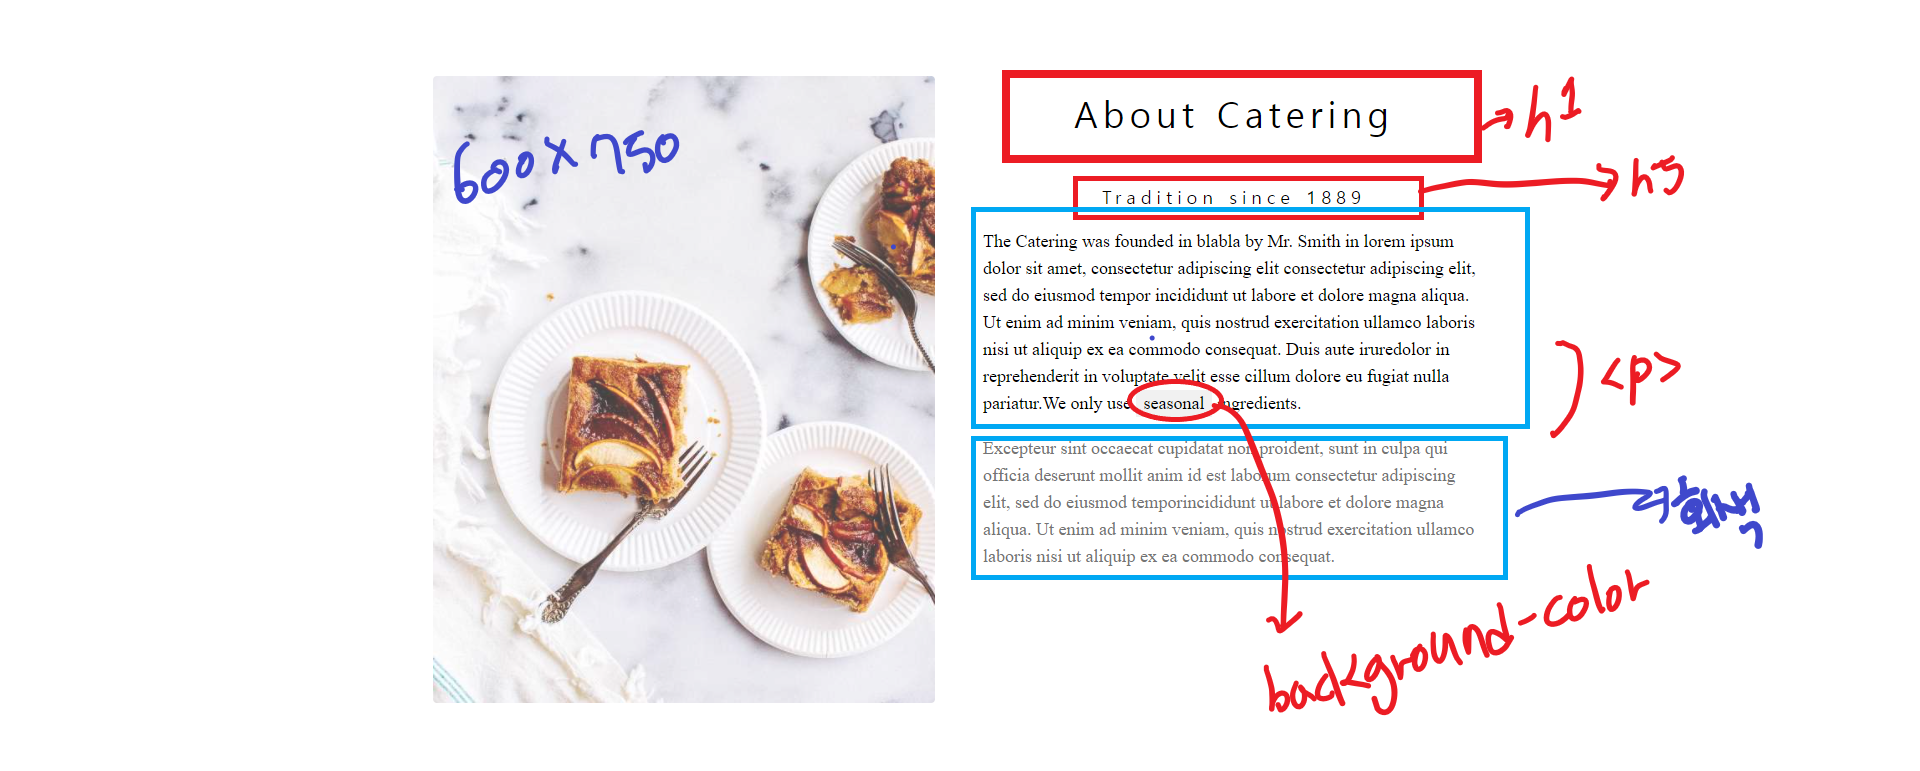 600 x 750
About Catering
h1
Tradition since 1889
h5
The Catering was founded in blabla by Mr. Smith in lorem ipsum
dolor sit amet, consectetur adipiscing elit consectetur adipiscing elit,
sed do eiusmod tempor incididunt ut labore et dolore magna aliqua.
Ut enim ad minim veniam, quis nostrud exercitation ullamco laboris
nisi ut aliquip ex ea commodo consequat. Duis aute iruredolor in
reprehenderit in voluptate velit esse cillum dolore eu fugiat nulla
pariatur.We only use seasonal ingredients.
<p>
Excepteur sint occaecat cupidatat non proident, sunt in culpa qui
officia deserunt mollit anim id est laborum consectetur adipiscing
elit, sed do eiusmod temporincididunt ut labore et dolore magna
aliqua. Ut enim ad minim veniam, quis nostrud exercitation ullamco
laboris nisi ut aliquip ex ea commodo consequat.
회색
background-color